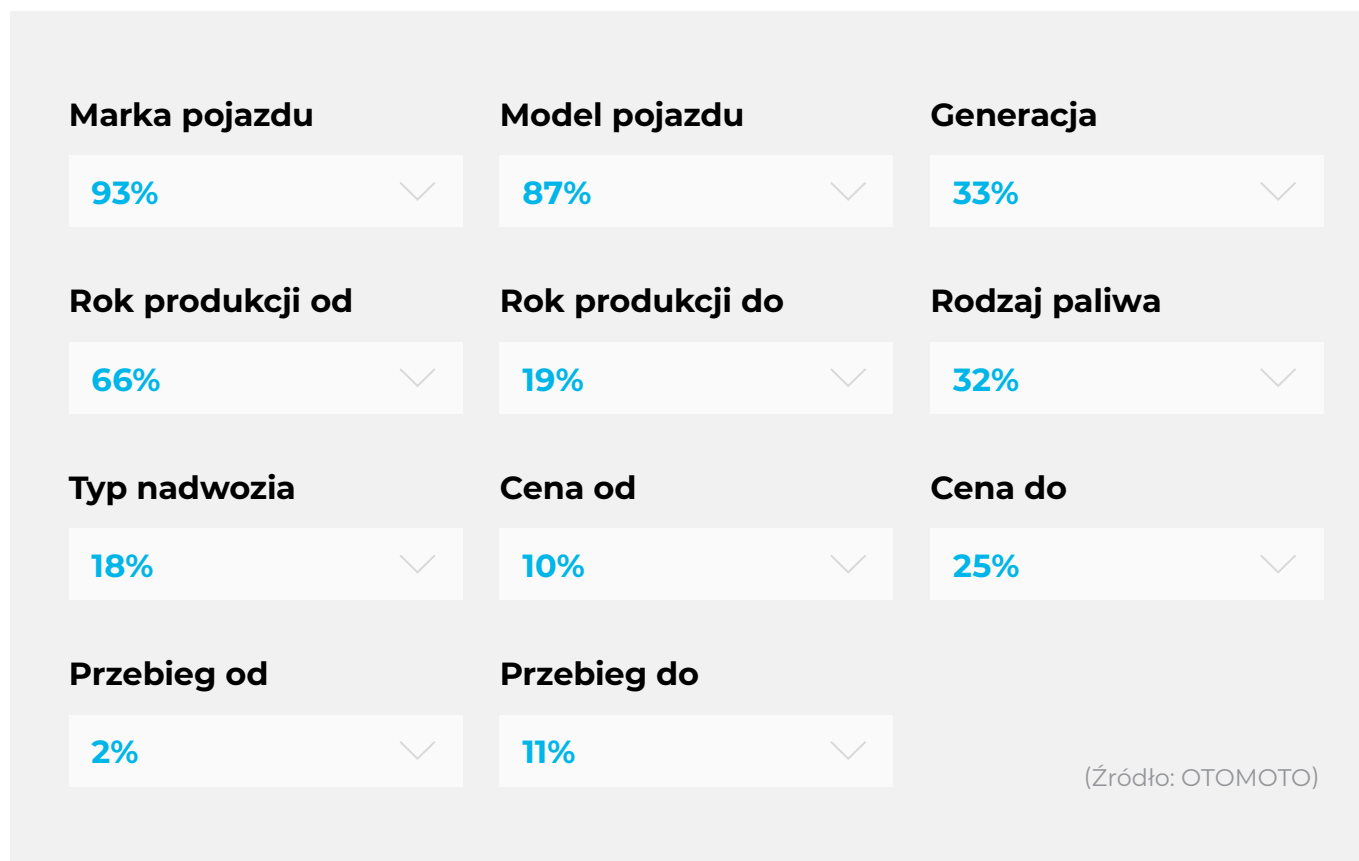 Marka pojazdu
Model pojazdu
Generacja
93%
87%
33%
Rok produkcji od
Rok produkcji do
Rodzaj paliwa
66%
19%
32%
Typ nadwozia
Cena od
Cena do
18%
10%
25%
Przebieg od
Przebieg do
2%
11%
(Źródło: OTOMOTO)